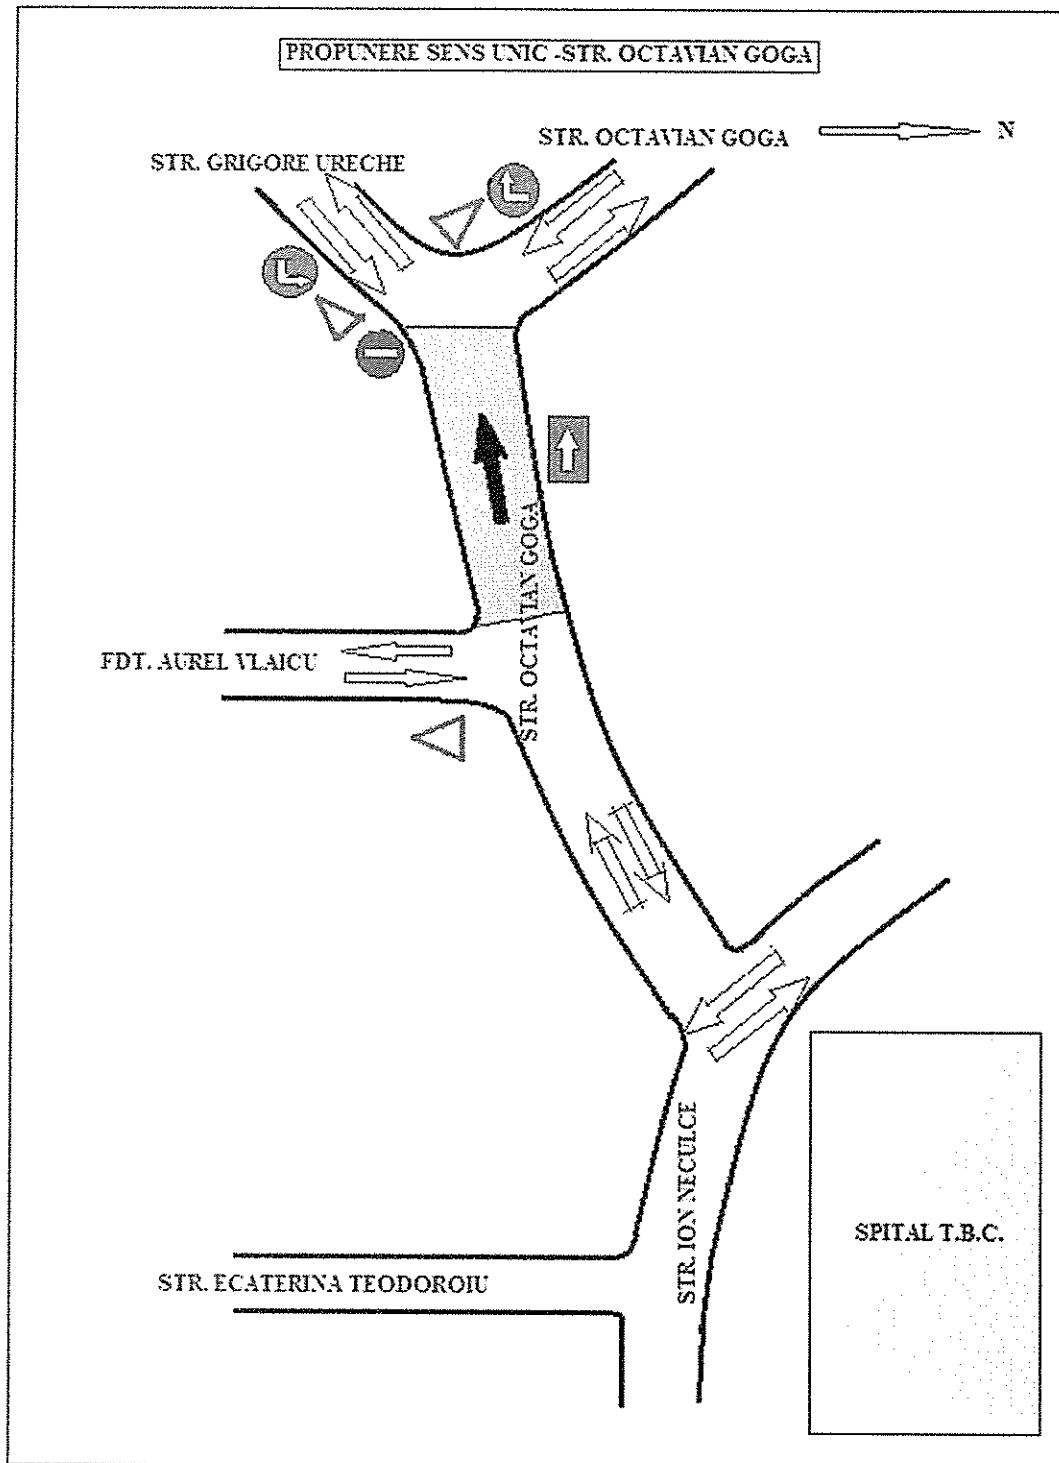 PROPUNERE SENS UNIC -STR. OCTAVIAN GOGA
STR. OCTAVIAN GOGA
N
STR. GRIGORE URECHE
STR. OCTAVIAN GOGA
FDT. AUREL VLAICU
STR. ION NECULCE
SPITAL T.B.C.
STR. ECATERINA TEODOROIU